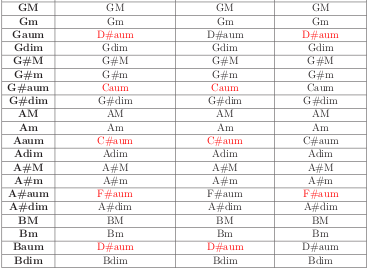 GM GM GM GM
Gm Gm Gm Gm
Gaum D#aum D#aum D#aum
Gdim Gdim Gdim Gdim
G#M G#M G#M G#M
G#m G#m G#m G#m
G#aum Caum Caum Caum
G#dim G#dim G#dim G#dim
AM AM AM AM
Am Am Am Am
Aaum C#aum C#aum C#aum
Adim Adim Adim Adim
A#M A#M A#M A#M
A#m A#m A#m A#m
A#aum F#aum F#aum F#aum
A#dim A#dim A#dim A#dim
BM BM BM BM
Bm Bm Bm Bm
Baum D#aum D#aum D#aum
Bdim Bdim Bdim Bdim